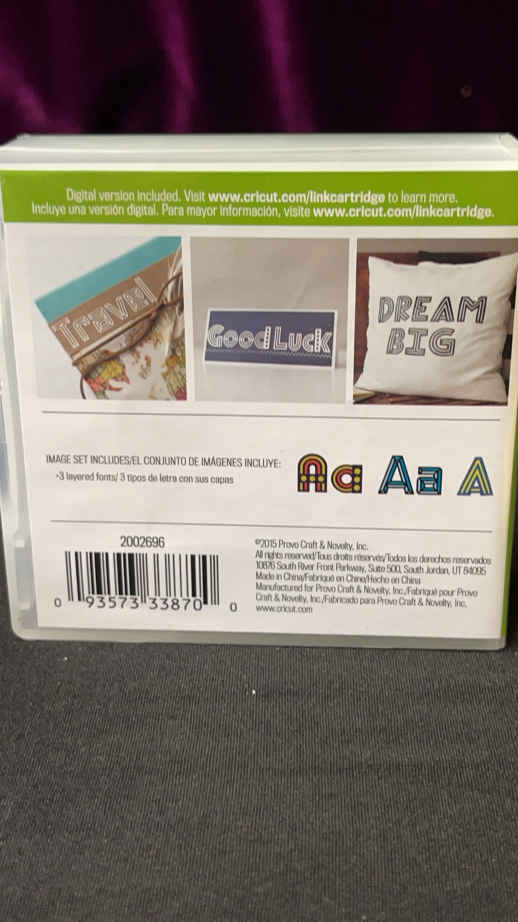 Digital version included. Visit www.cricut.com/linkcartridge to learn more.
Incluye una versión digital. Para mayor información, visite www.cricut.com/linkcartridge.
Travel
Good Luck
DREAM
BIG
IMAGE SET INCLUDES/EL CONJUNTO DE IMÁGENES INCLUYE:
•3 layered fonts/ 3 tipos de letra con sus capas
Aa Aa A
2002696
0 93573 33870 0
©2015 Provo Craft & Novelty, Inc.
All rights reserved/Tous droits réservés/Todos los derechos reservados
10876 South River Front Parkway, Suite 500, South Jordan, UT 84095
Made in China/Fabriqué en Chine/Hecho en China
Manufactured for Provo Craft & Novelty, Inc./Fabriqué pour Provo
Craft & Novelty, Inc./Fabricado para Provo Craft & Novelty, Inc.
www.cricut.com